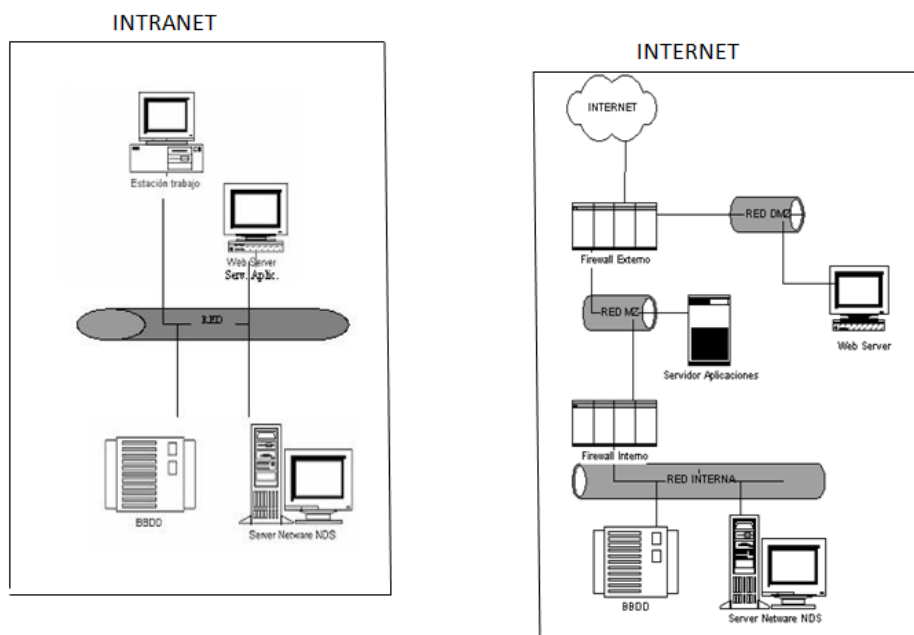 INTRANET
Estación trabajo
Web Server
Serv. Aplic.
RED
BBDD
Server Netware NDS
INTERNET
INTERNET
RED DMZ
Firewall Externo
Web Server
RED MZ
Servidor Aplicaciones
Firewall Interno
RED INTERNA
BBDD
Server Netware NDS